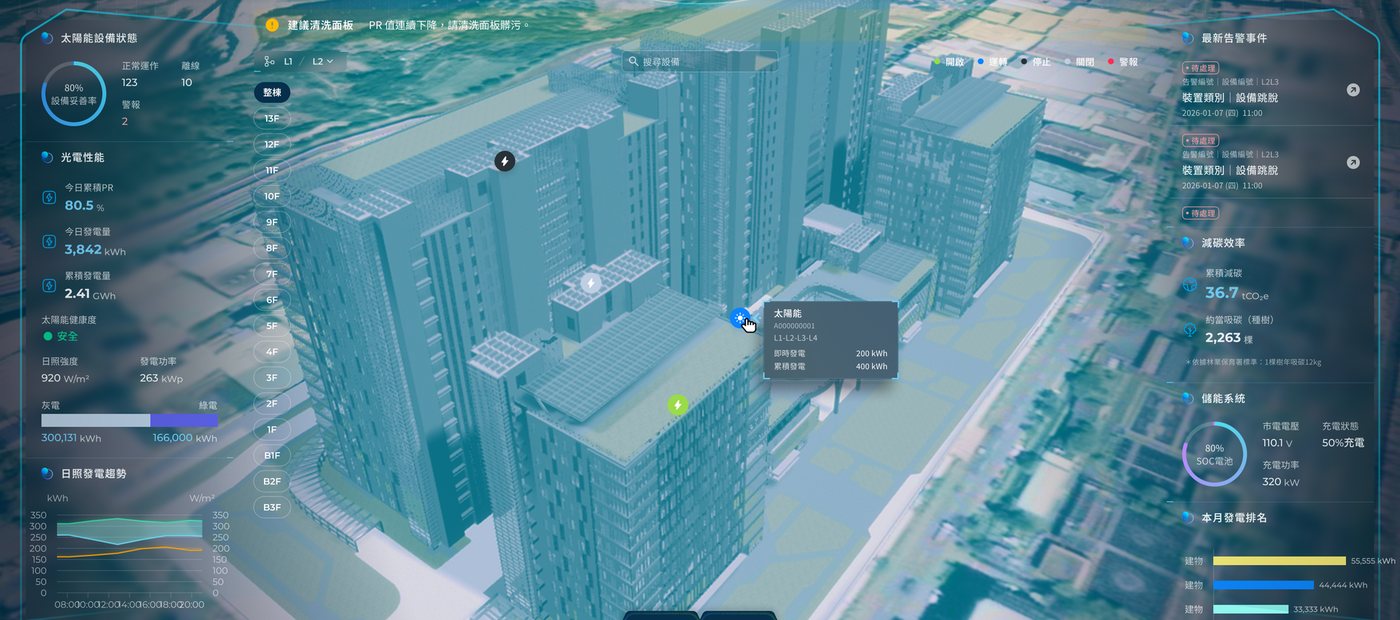 建議清洗面板 PR 值連續下降，請清洗面板髒污。
太陽能設備狀態
80%
設備妥善率
正常運作
123
離線
10
警報
2
光電性能
今日累積PR
80.5 %
今日發電量
3,842 kWh
累積發電量
2.41 GWh
太陽能健康度
安全
日照強度
920 W/m²
發電功率
263 kWp
灰電
綠電
300,131 kWh
166,000 kWh
日照發電趨勢
kWh
W/m²
350
300
250
200
150
100
50
0
350
300
250
200
150
100
50
0
08:00 10:00 12:00 14:00 16:00 18:00 20:00
L1 / L2
整棟
13F
12F
11F
10F
9F
8F
7F
6F
5F
4F
3F
2F
1F
B1F
B2F
B3F
搜尋設備
開啟
運轉
停止
關閉
警報
太陽能
A000000001
L1-L2-L3-L4
即時發電 200 kWh
累積發電 400 kWh
最新告警事件
待處理
告警編號｜設備編號｜L2L3
裝置類別｜設備跳脫
2026-01-07 (四) 11:00
待處理
告警編號｜設備編號｜L2L3
裝置類別｜設備跳脫
2026-01-07 (四) 11:00
待處理
減碳效率
累積減碳
36.7 tCO₂e
約當吸碳（種樹）
2,263 棵
*依據林業保育署標準：1棵樹年吸碳12kg
儲能系統
80%
SOC電池
市電電壓
110.1 V
充電狀態
50%充電
充電功率
320 kW
本月發電排名
建物 55,555 kWh
建物 44,444 kWh
建物 33,333 kWh